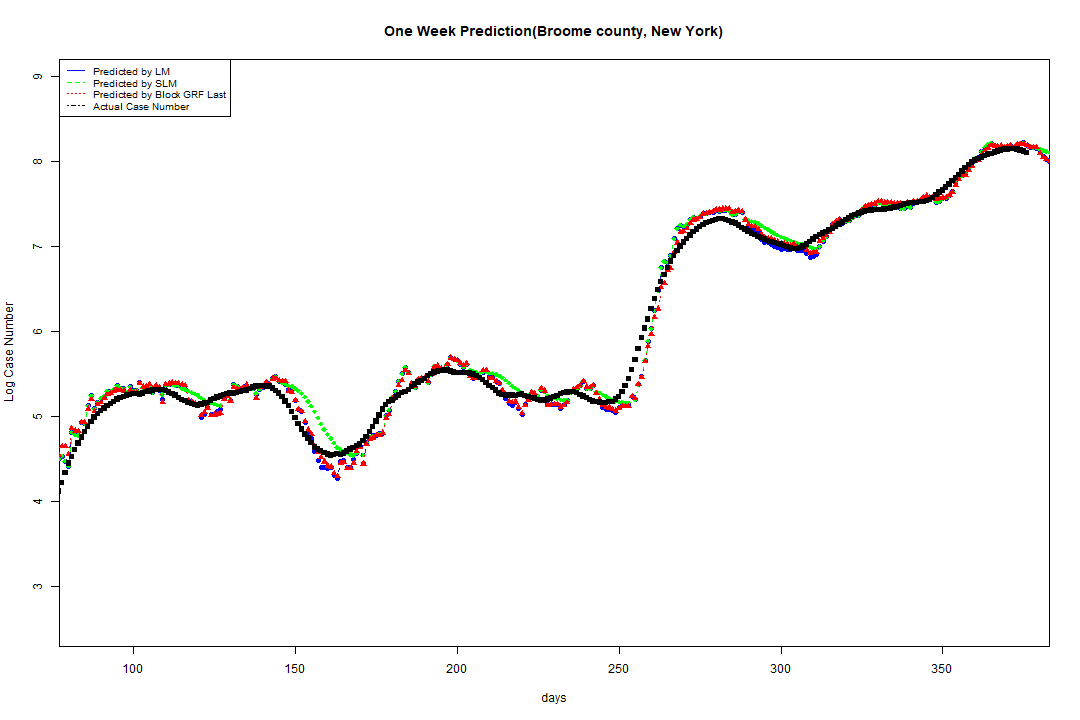 One Week Prediction(Broome county, New York)
Predicted by LM
Predicted by SLM
Predicted by Block GRF Last
Actual Case Number
9
8
7
6
5
4
3
Log Case Number
100 150 200 250 300 350
days